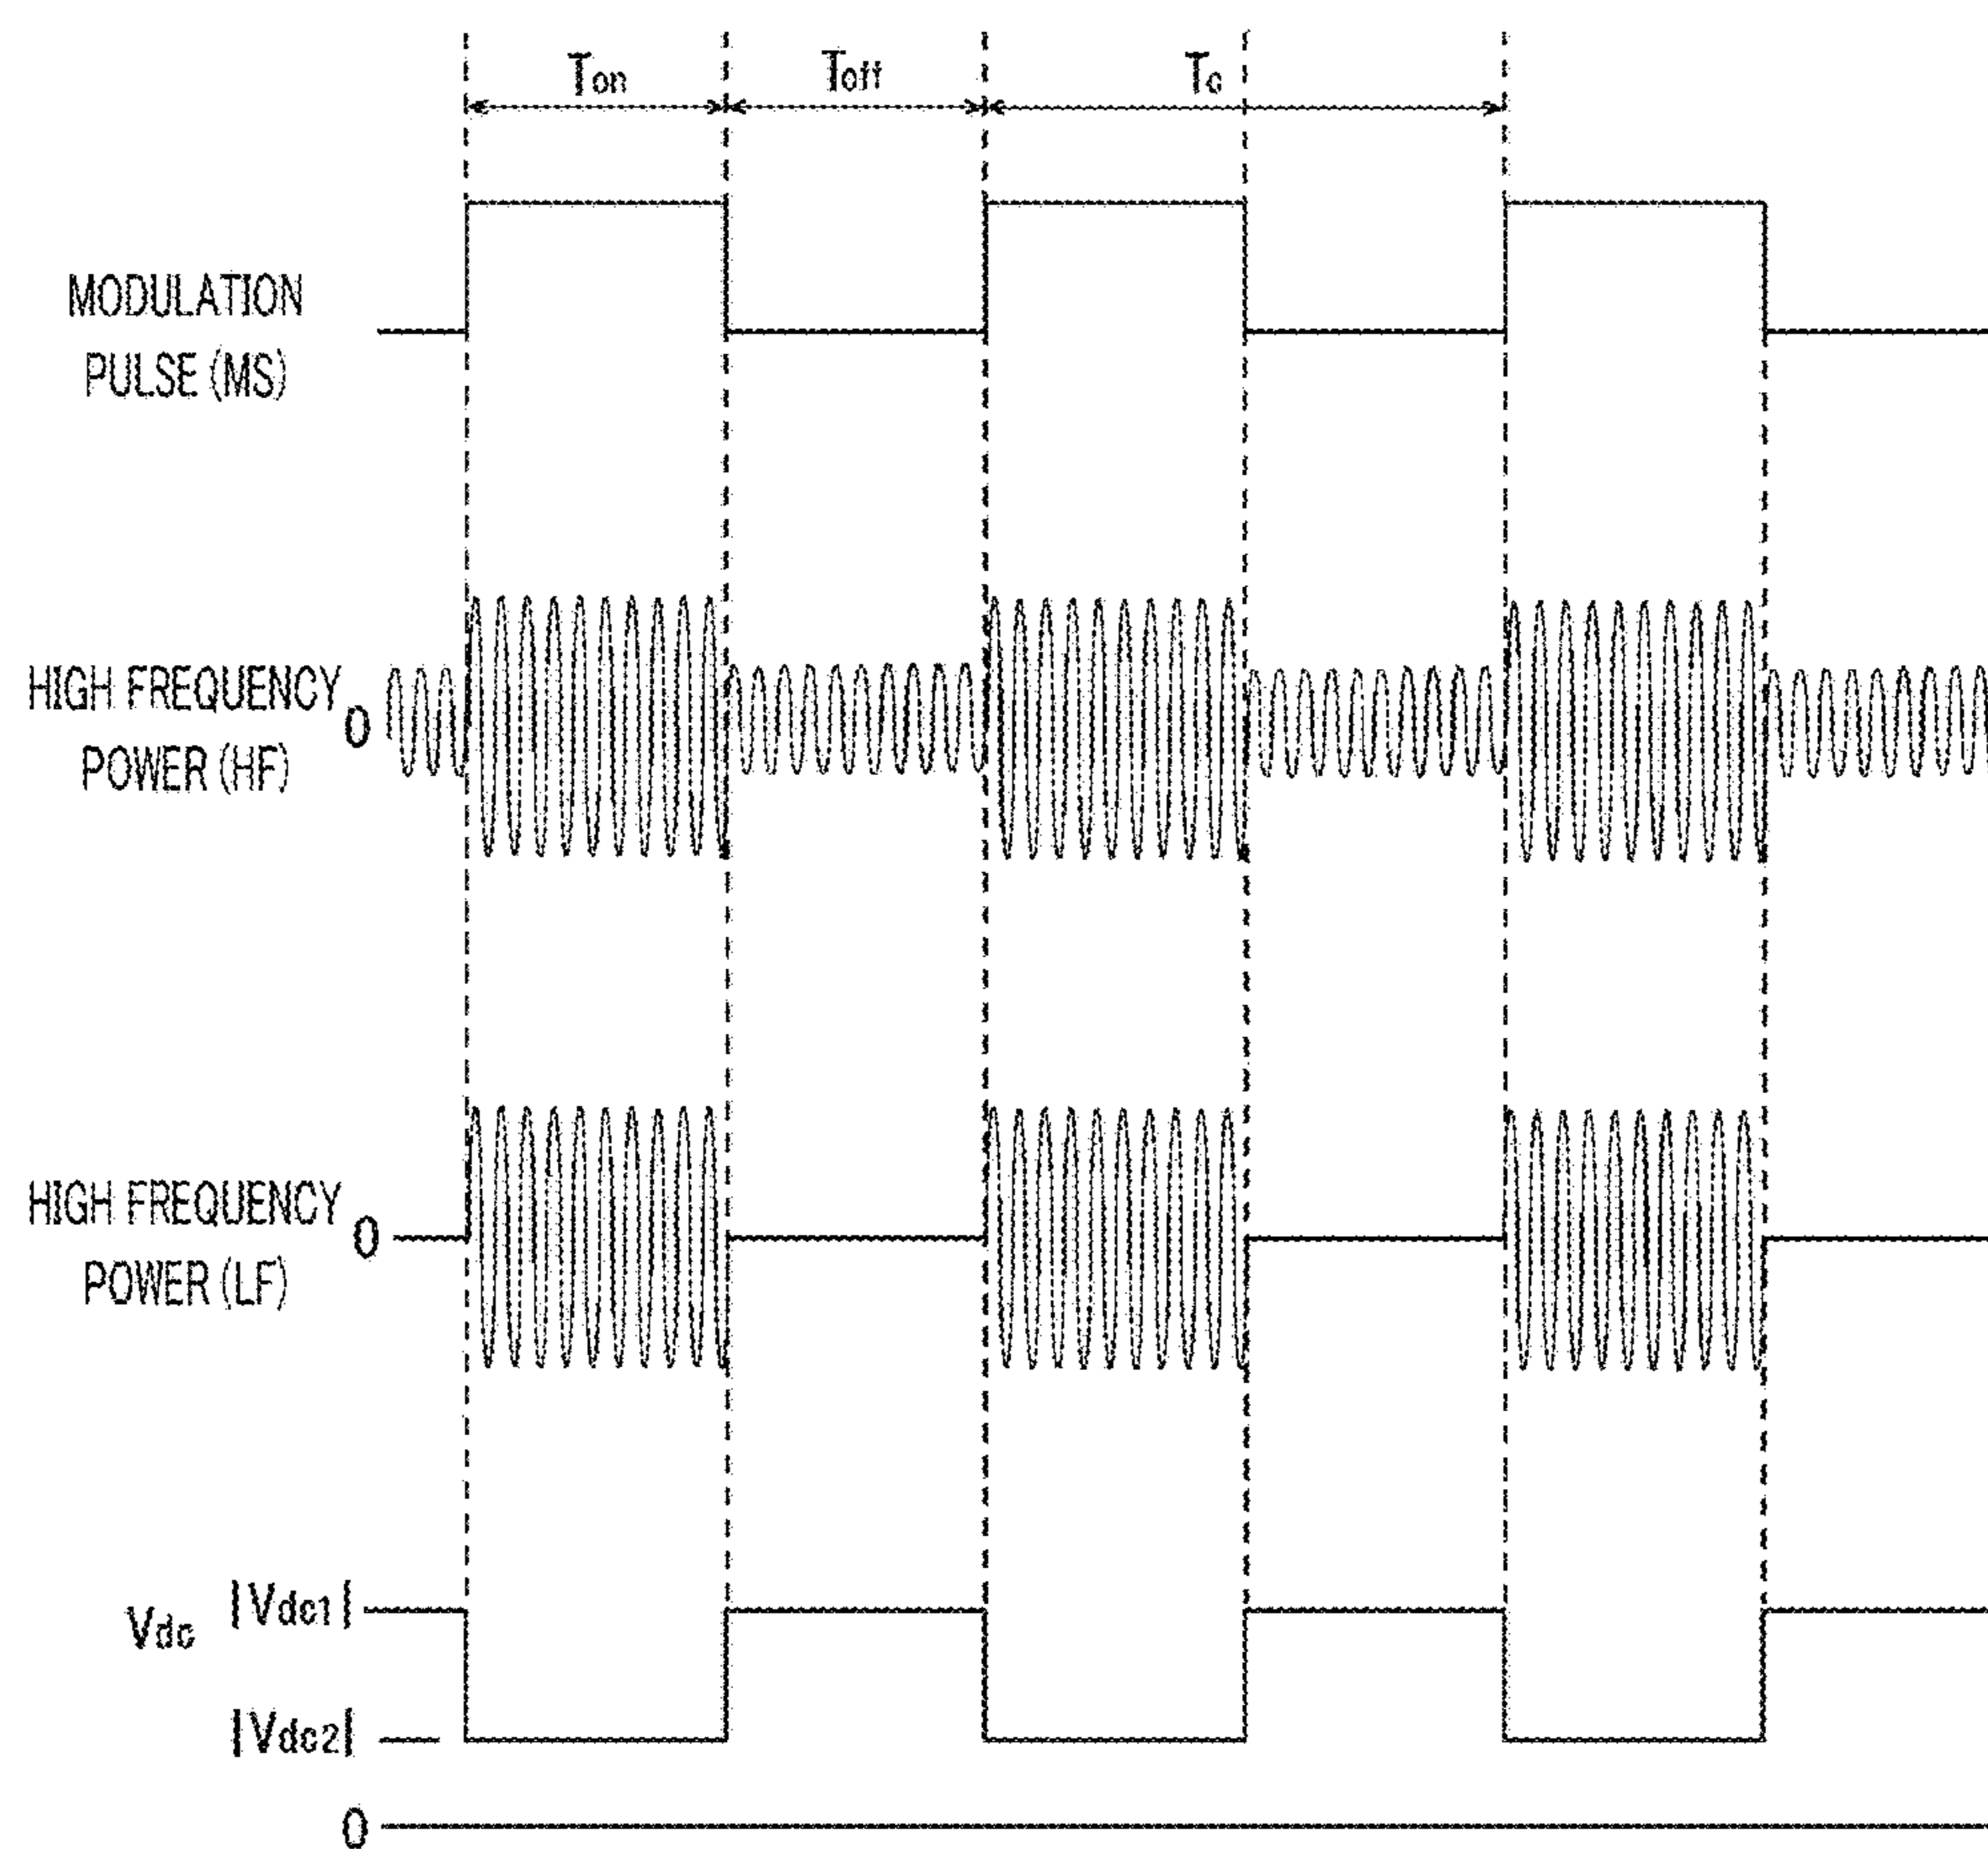 Ton Toff Tc
MODULATION
PULSE (MS)
HIGH FREQUENCY
POWER (HF)
0
HIGH FREQUENCY
POWER (LF)
0
Vdc
|Vdc1|
|Vdc2|
0